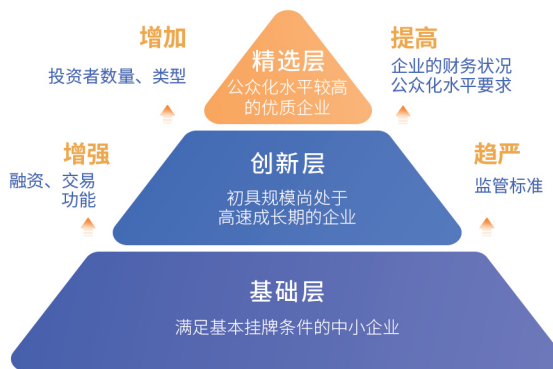 增加
投资者数量、类型
精选层
公众化水平较高
的优质企业
提高
企业的财务状况
公众化水平要求
增强
融资、交易
功能
创新层
初具规模尚处于
高速成长期的企业
趋严
监管标准
基础层
满足基本挂牌条件的中小企业